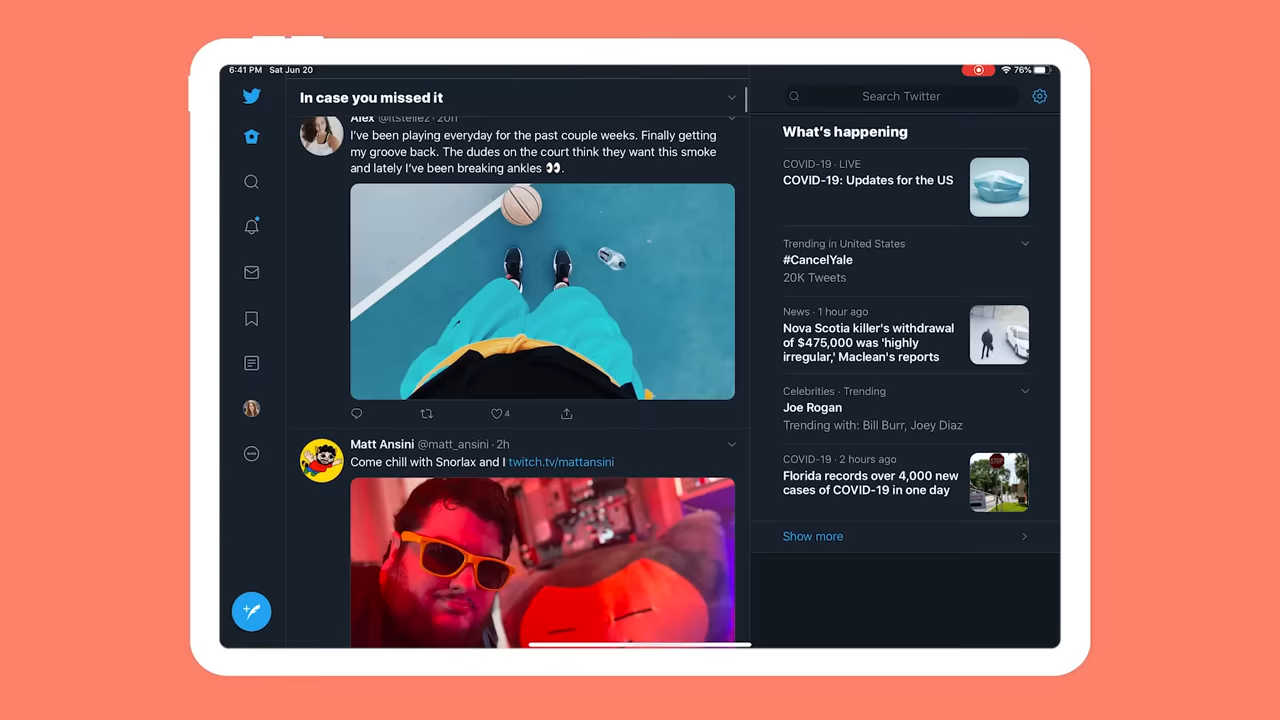 6:41 PM Sat Jun 20
76%
In case you missed it
Alex @itstellez · 20h
I've been playing everyday for the past couple weeks. Finally getting
my groove back. The dudes on the court think they want this smoke
and lately I've been breaking ankles 👀.
4
Matt Ansini @matt_ansini · 2h
Come chill with Snorlax and I twitch.tv/mattansini
Search Twitter
What's happening
COVID-19 · LIVE
COVID-19: Updates for the US
Trending in United States
#CancelYale
20K Tweets
News · 1 hour ago
Nova Scotia killer's withdrawal
of $475,000 was 'highly
irregular,' Maclean's reports
Celebrities · Trending
Joe Rogan
Trending with: Bill Burr, Joey Diaz
COVID-19 · 2 hours ago
Florida records over 4,000 new
cases of COVID-19 in one day
STOP
Show more